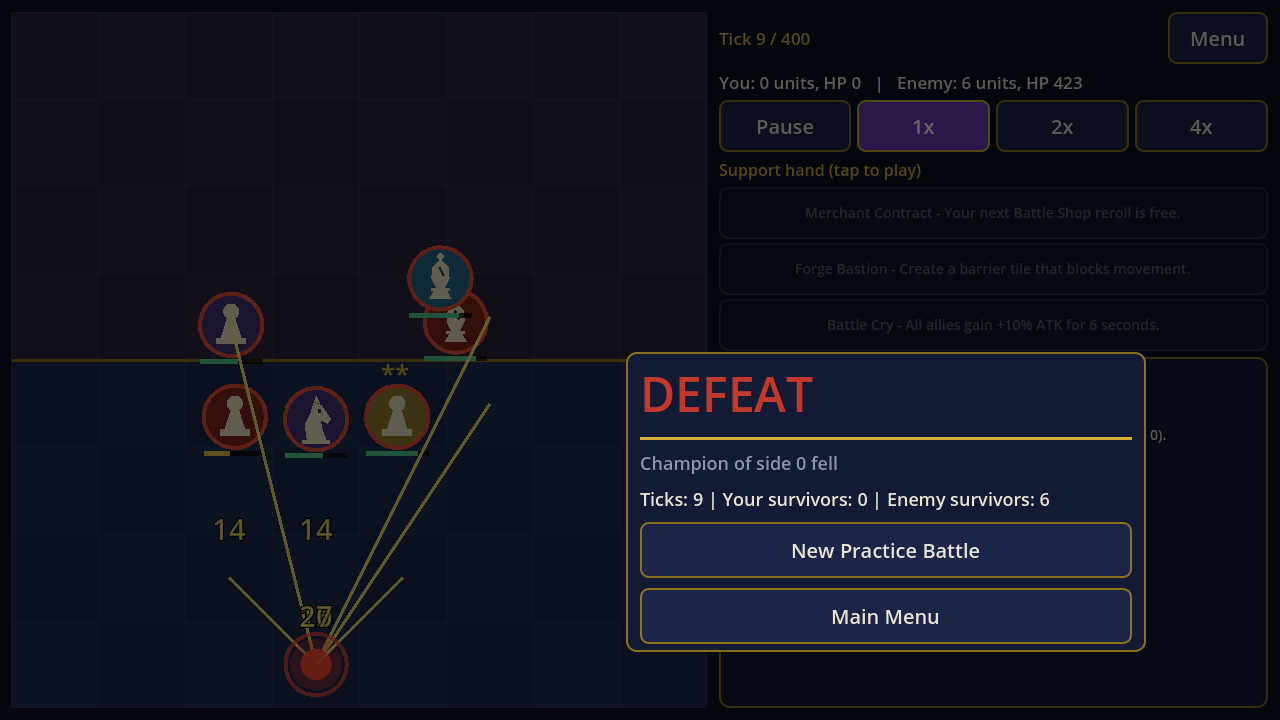 Tick 9 / 400
Menu
You: 0 units, HP 0 | Enemy: 6 units, HP 423
Pause
1x
2x
4x
Support hand (tap to play)
Merchant Contract - Your next Battle Shop reroll is free.
Forge Bastion - Create a barrier tile that blocks movement.
Battle Cry - All allies gain +10% ATK for 6 seconds.
**
DEFEAT
0).
Champion of side 0 fell
Ticks: 9 | Your survivors: 0 | Enemy survivors: 6
14
14
New Practice Battle
Main Menu